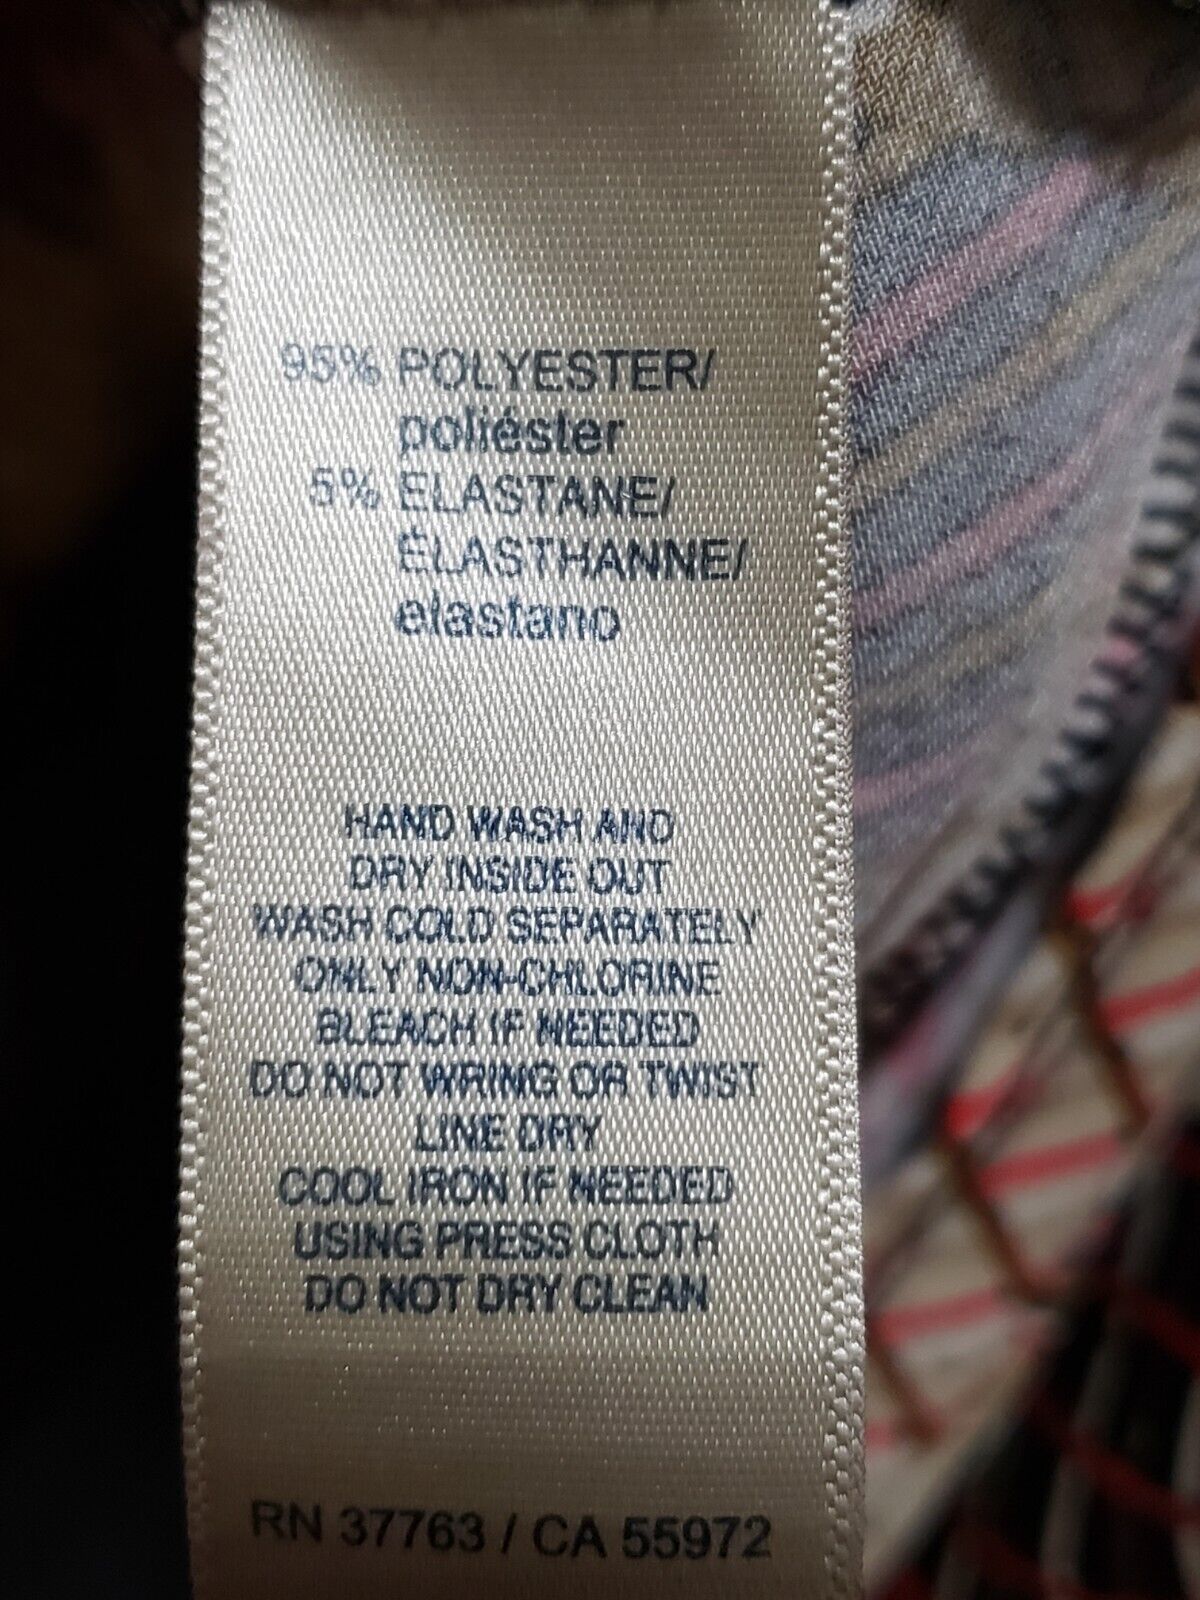 95% POLYESTER/
poliéster
5% ELASTANE/
ÉLASTHANNE/
elastano
HAND WASH AND
DRY INSIDE OUT
WASH COLD SEPARATELY
ONLY NON-CHLORINE
BLEACH IF NEEDED
DO NOT WRING OR TWIST
LINE DRY
COOL IRON IF NEEDED
USING PRESS CLOTH
DO NOT DRY CLEAN
RN 37763 / CA 55972